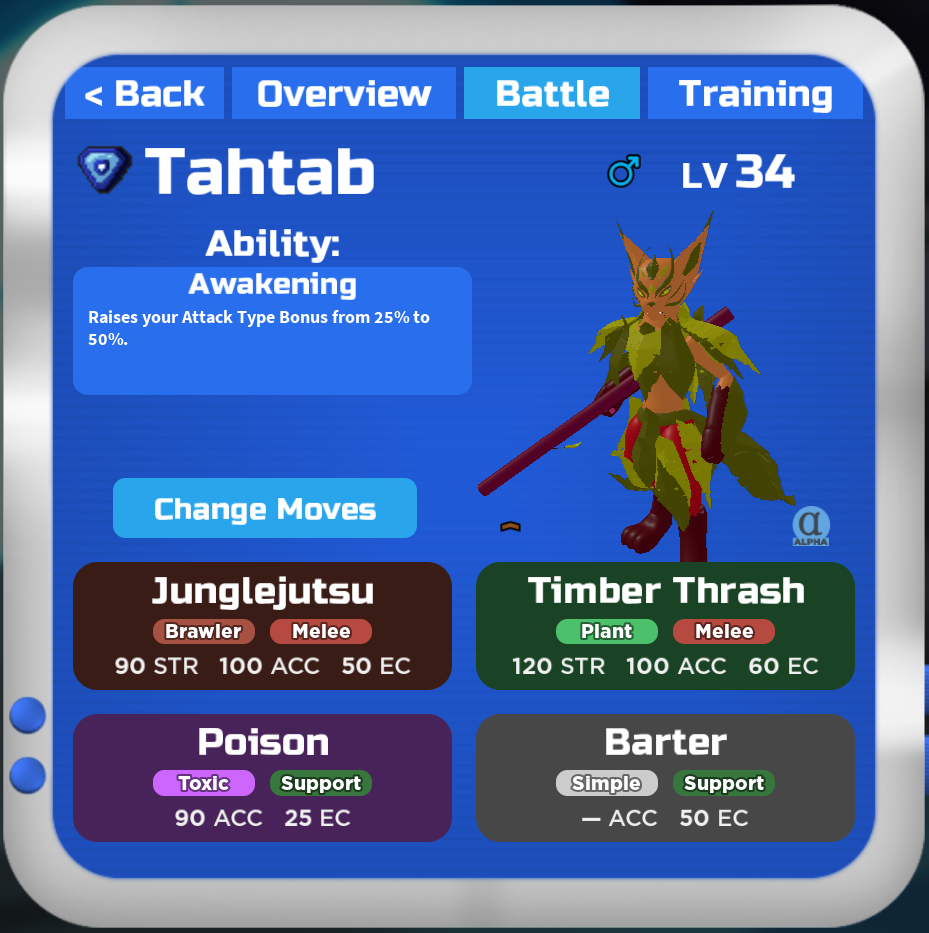 < Back Overview Battle Training
Tahtab LV 34
Ability:
Awakening
Raises your Attack Type Bonus from 25% to
50%.
α
ALPHA
Change Moves
Junglejutsu
Brawler Melee
90 STR 100 ACC 50 EC
Timber Thrash
Plant Melee
120 STR 100 ACC 60 EC
Poison
Toxic Support
90 ACC 25 EC
Barter
Simple Support
— ACC 50 EC